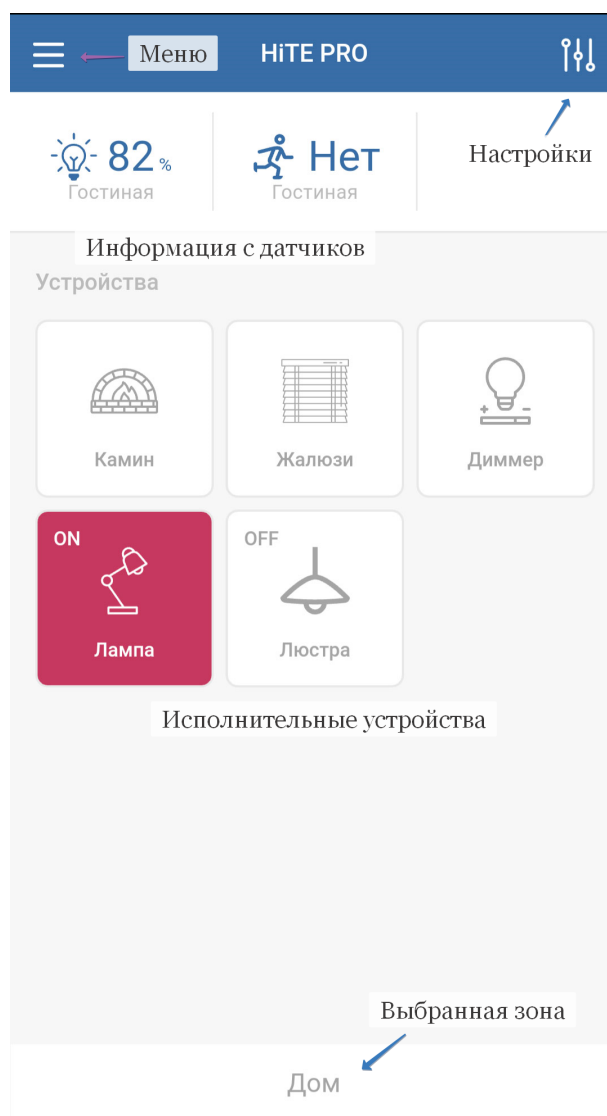 Меню HiTE PRO
82 %
Нет
Настройки
Гостиная
Гостиная
Информация с датчиков
Устройства
Камин
Жалюзи
+ -
Диммер
ON
OFF
Лампа
Люстра
Исполнительные устройства
Выбранная зона
Дом